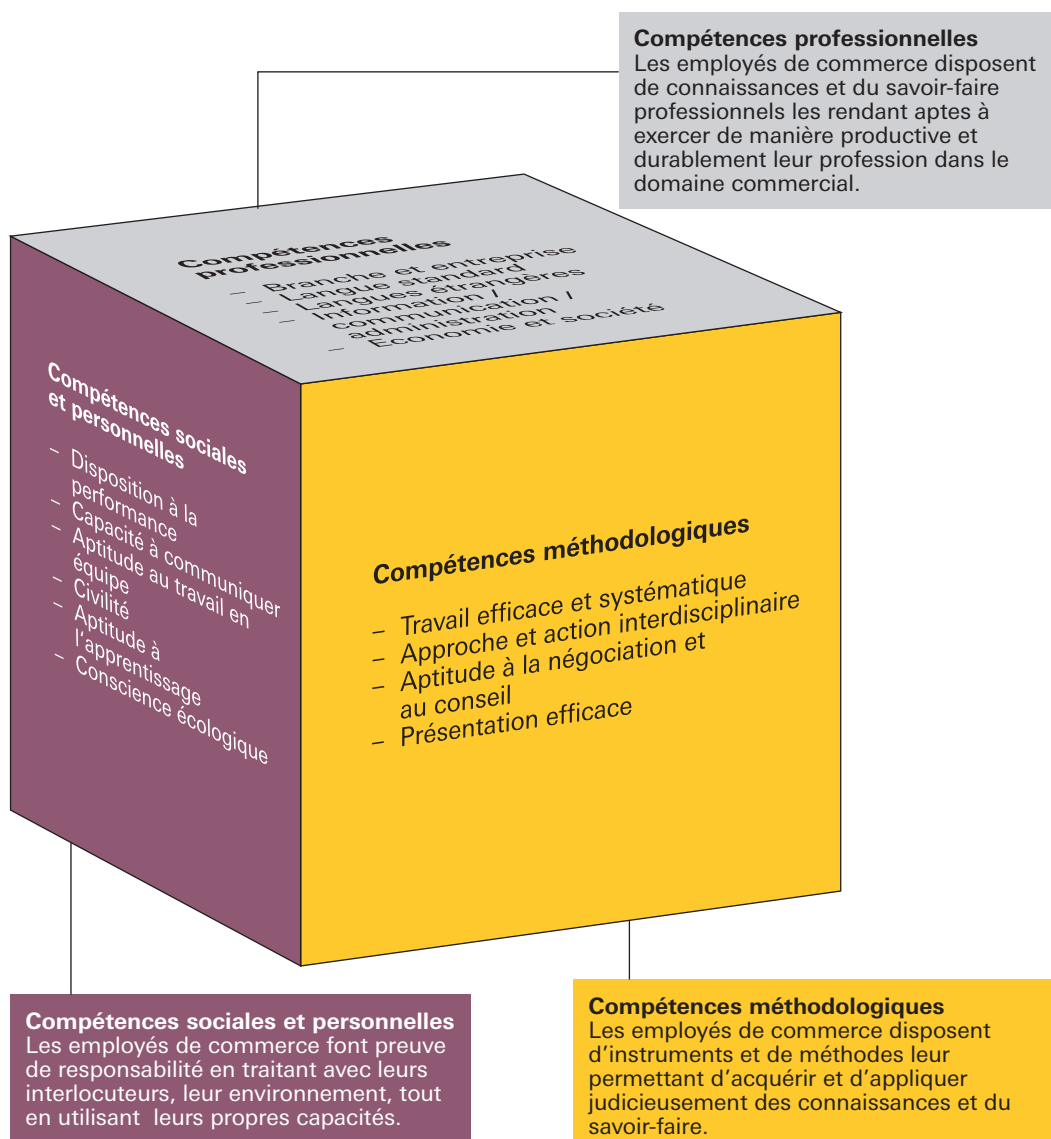 Compétences professionnelles
Les employés de commerce disposent
de connaissances et du savoir-faire
professionnels les rendant aptes à
exercer de manière productive et
durablement leur profession dans le
domaine commercial.
Compétences
professionnelles
– Branche et entreprise
– Langue standard
– Langues étrangères
– Information /
communication /
administration
– Economie et société
Compétences sociales
et personnelles
– Disposition à la
performance
– Capacité à communiquer
– Aptitude au travail en
équipe
– Civilité
– Aptitude à
l'apprentissage
– Conscience écologique
Compétences méthodologiques
– Travail efficace et systématique
– Approche et action interdisciplinaire
– Aptitude à la négociation et
au conseil
– Présentation efficace
Compétences sociales et personnelles
Les employés de commerce font preuve
de responsabilité en traitant avec leurs
interlocuteurs, leur environnement, tout
en utilisant leurs propres capacités.
Compétences méthodologiques
Les employés de commerce disposent
d'instruments et de méthodes leur
permettant d'acquérir et d'appliquer
judicieusement des connaissances et du
savoir-faire.